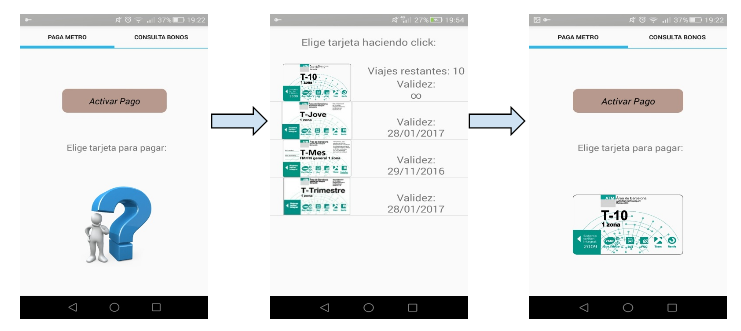 37% 19:22
PAGA METRO CONSULTA BONOS
Activar Pago
Elige tarjeta para pagar:
27% 19:54
Elige tarjeta haciendo click:
T-10
1 zona
Viajes restantes: 10
Validez:
∞
T-Jove
1 zona
Validez:
28/01/2017
T-Mes
Validez:
29/11/2016
T-Trimestre
1 zona
Validez:
28/01/2017
37% 19:22
PAGA METRO CONSULTA BONOS
Activar Pago
Elige tarjeta para pagar:
T-10
1 zona